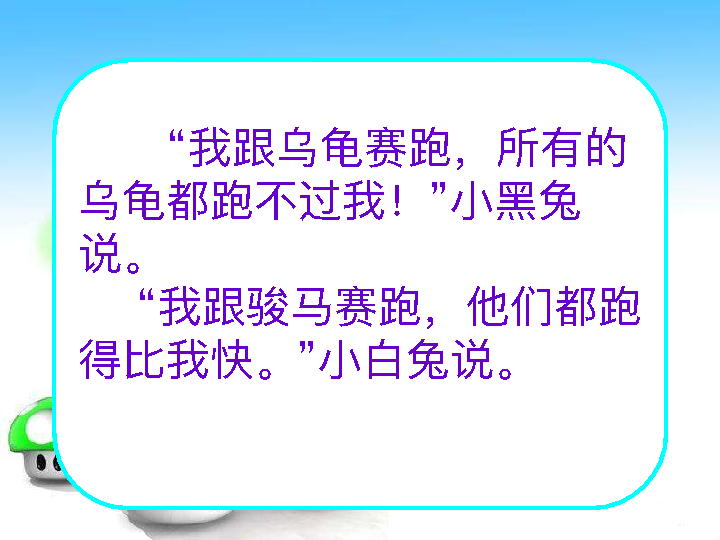 “我跟乌龟赛跑，所有的
乌龟都跑不过我！”小黑兔
说。
“我跟骏马赛跑，他们都跑
得比我快。”小白兔说。